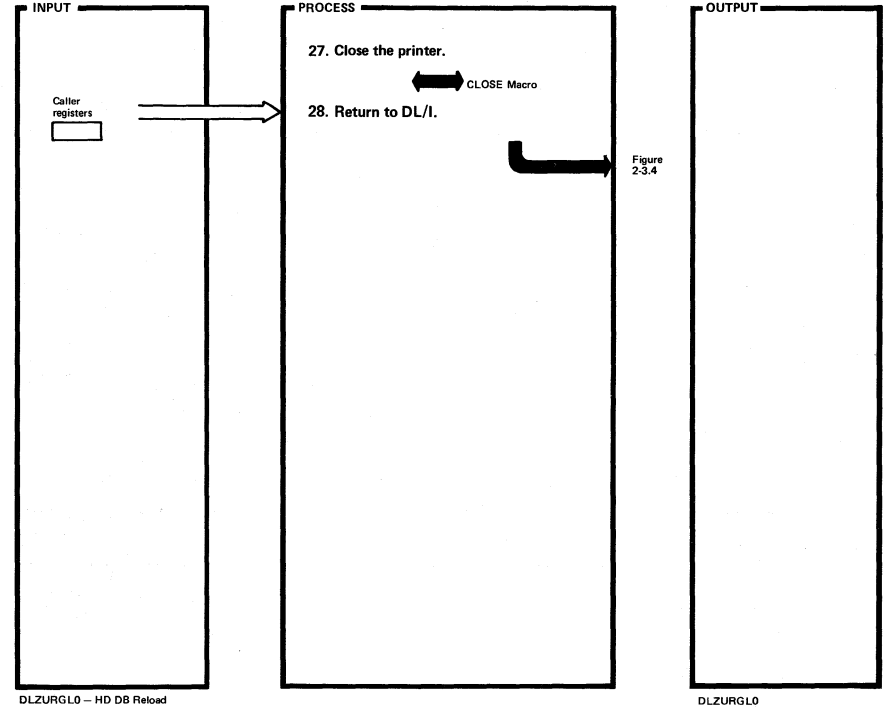 INPUT
PROCESS
OUTPUT
27. Close the printer.
CLOSE Macro
Caller
registers
28. Return to DL/I.
Figure
2-3.4
DLZURGL0 — HD DB Reload
DLZURGL0